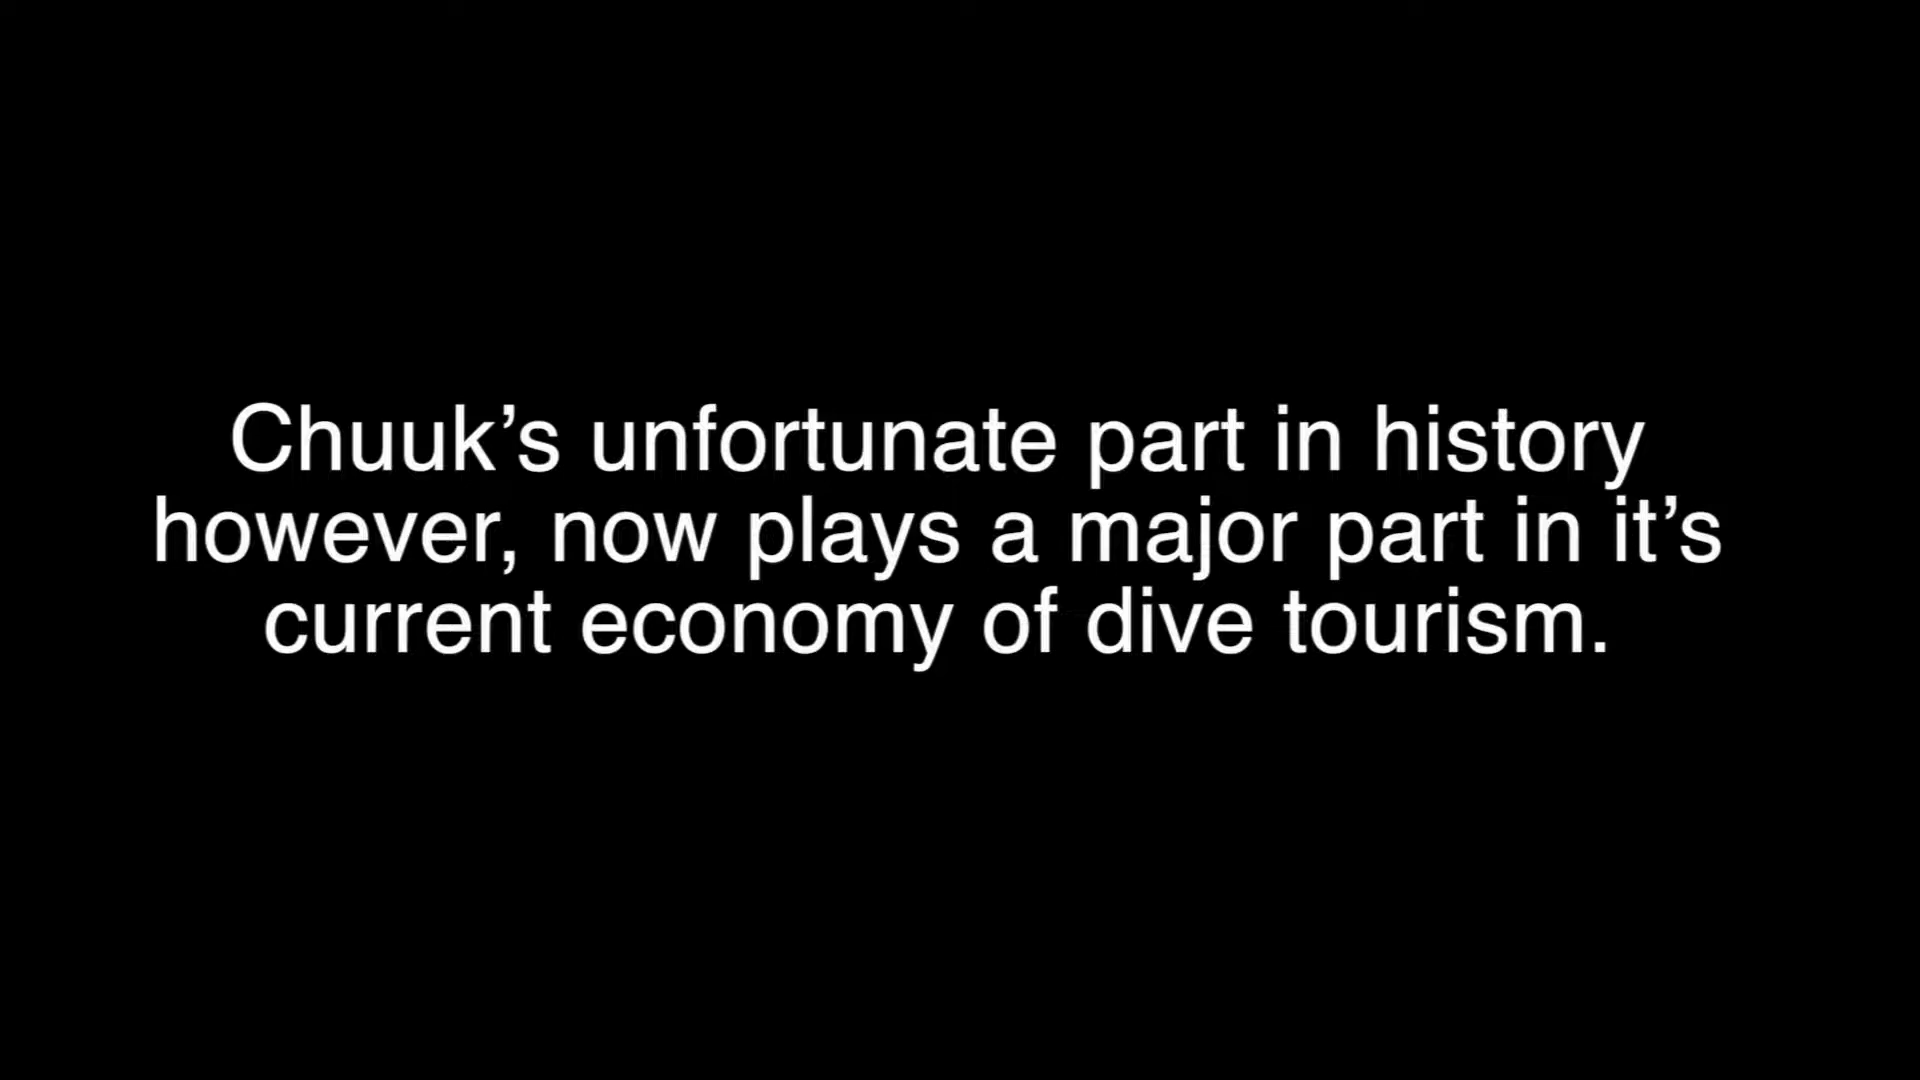 Chuuk’s unfortunate part in history
however, now plays a major part in it’s
current economy of dive tourism.